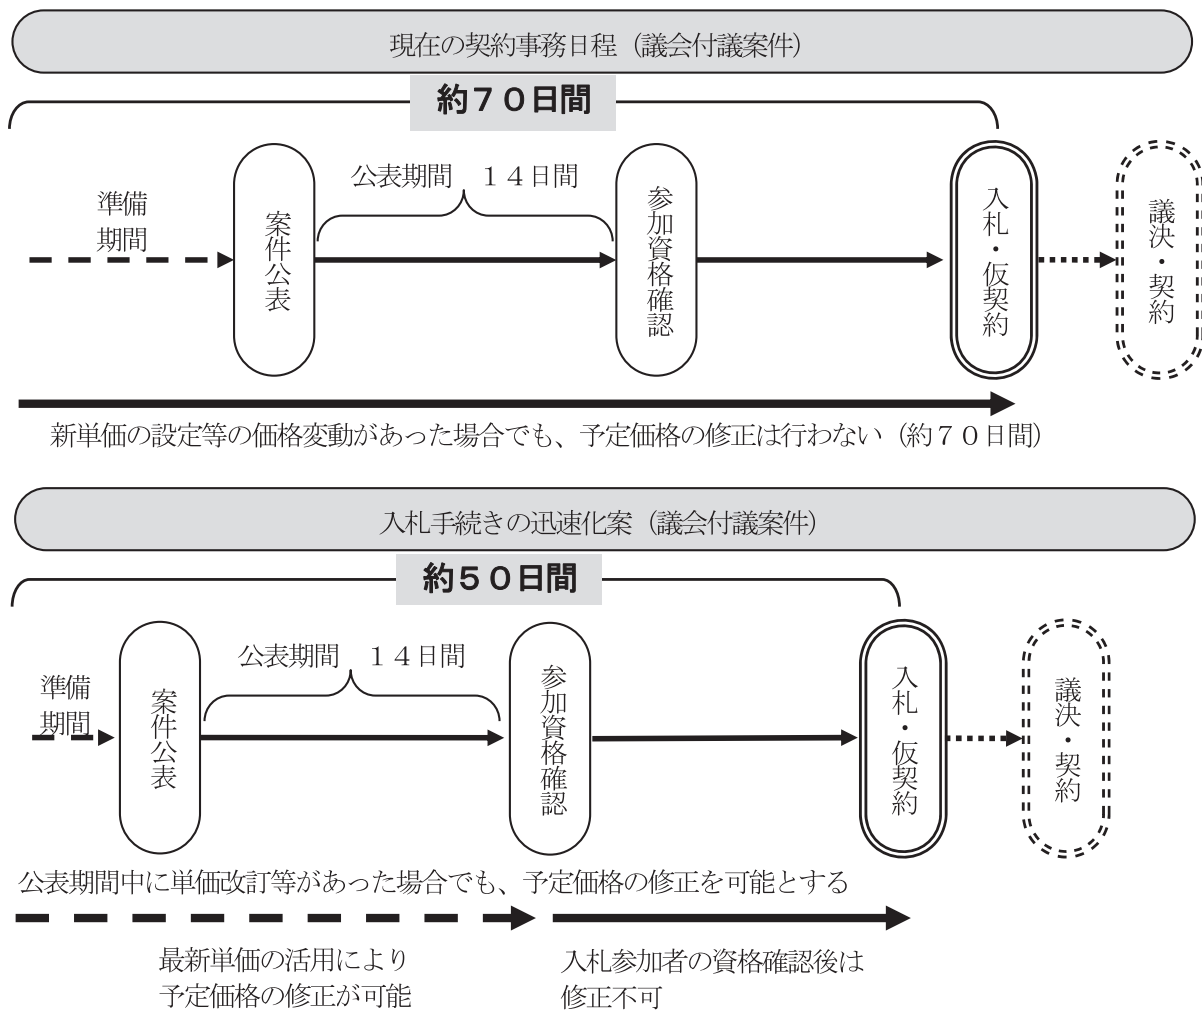 現在の契約事務日程（議会付議案件）
約７０日間
公表期間　１４日間
準備
期間
案件公表
参加資格確認
入札・仮契約
議決・契約
新単価の設定等の価格変動があった場合でも、予定価格の修正は行わない（約７０日間）
入札手続きの迅速化案（議会付議案件）
約５０日間
公表期間　１４日間
準備
期間
案件公表
参加資格確認
入札・仮契約
議決・契約
公表期間中に単価改訂等があった場合でも、予定価格の修正を可能とする
最新単価の活用により
予定価格の修正が可能
入札参加者の資格確認後は
修正不可